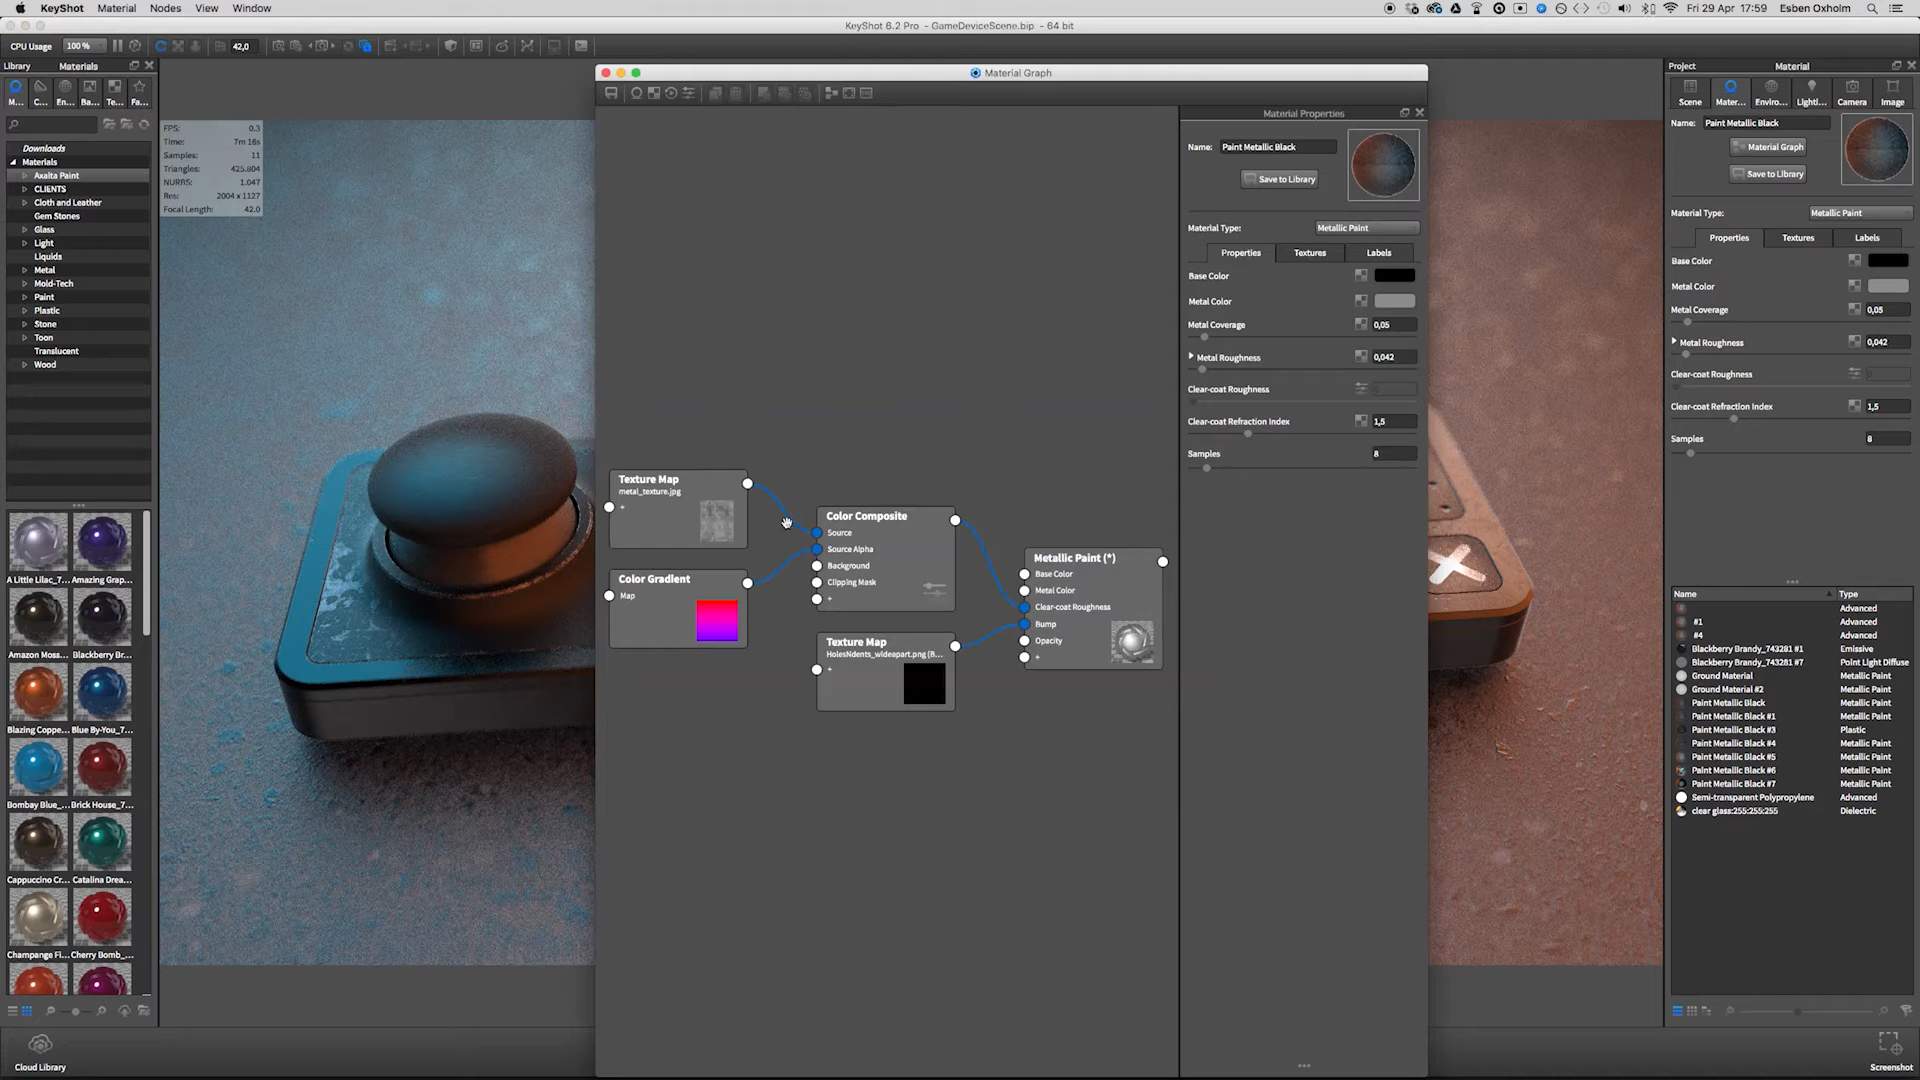 KeyShot Material Nodes View Window
Fri 29 Apr 17:59 Esben Oxholm
KeyShot 6.2 Pro - GameDeviceScene.bip - 64 bit
CPU Usage 100 % 42,0
Library Materials
M... C... En... Ba... Te... Fa...
Downloads
Materials
Axalta Paint
CLIENTS
Cloth and Leather
Gem Stones
Glass
Light
Liquids
Metal
Mold-Tech
Paint
Plastic
Stone
Toon
Translucent
Wood
A Little Lilac_7... Amazing Grap...
Amazon Moss... Blackberry Br...
Blazing Coppe... Blue By-You_7...
Bombay Blue_... Brick House_7...
Cappuccino Cr... Catalina Drea...
Champange Fi... Cherry Bomb_...
Cloud Library
FPS: 0.3
Time: 7m 16s
Samples: 11
Triangles: 425.804
NURBS: 1.047
Res: 2004 x 1127
Focal Length: 42.0
Material Graph
Texture Map
metal_texture.jpg
+
Color Gradient
Map
Color Composite
Source
Source Alpha
Background
Clipping Mask
+
Texture Map
HolesNdents_wideapart.png (B...
+
Metallic Paint (*)
Base Color
Metal Color
Clear-coat Roughness
Bump
Opacity
+
Material Properties
Name: Paint Metallic Black
Save to Library
Material Type: Metallic Paint
Properties Textures Labels
Base Color
Metal Color
Metal Coverage 0,05
Metal Roughness 0,042
Clear-coat Roughness
Clear-coat Refraction Index 1,5
Samples 8
Project Material
Scene Mater... Enviro... Lighti... Camera Image
Name: Paint Metallic Black
Material Graph
Save to Library
Material Type: Metallic Paint
Properties Textures Labels
Base Color
Metal Color
Metal Coverage 0,05
Metal Roughness 0,042
Clear-coat Roughness
Clear-coat Refraction Index 1,5
Samples 8
Name Type
Advanced
#1 Advanced
#4 Advanced
Blackberry Brandy_743281 #1 Emissive
Blackberry Brandy_743281 #7 Point Light Diffuse
Ground Material Metallic Paint
Ground Material #2 Metallic Paint
Paint Metallic Black Metallic Paint
Paint Metallic Black #1 Metallic Paint
Paint Metallic Black #3 Plastic
Paint Metallic Black #4 Metallic Paint
Paint Metallic Black #5 Metallic Paint
Paint Metallic Black #6 Metallic Paint
Paint Metallic Black #7 Metallic Paint
Semi-transparent Polypropylene Advanced
clear glass:255:255:255 Dielectric
Screenshot